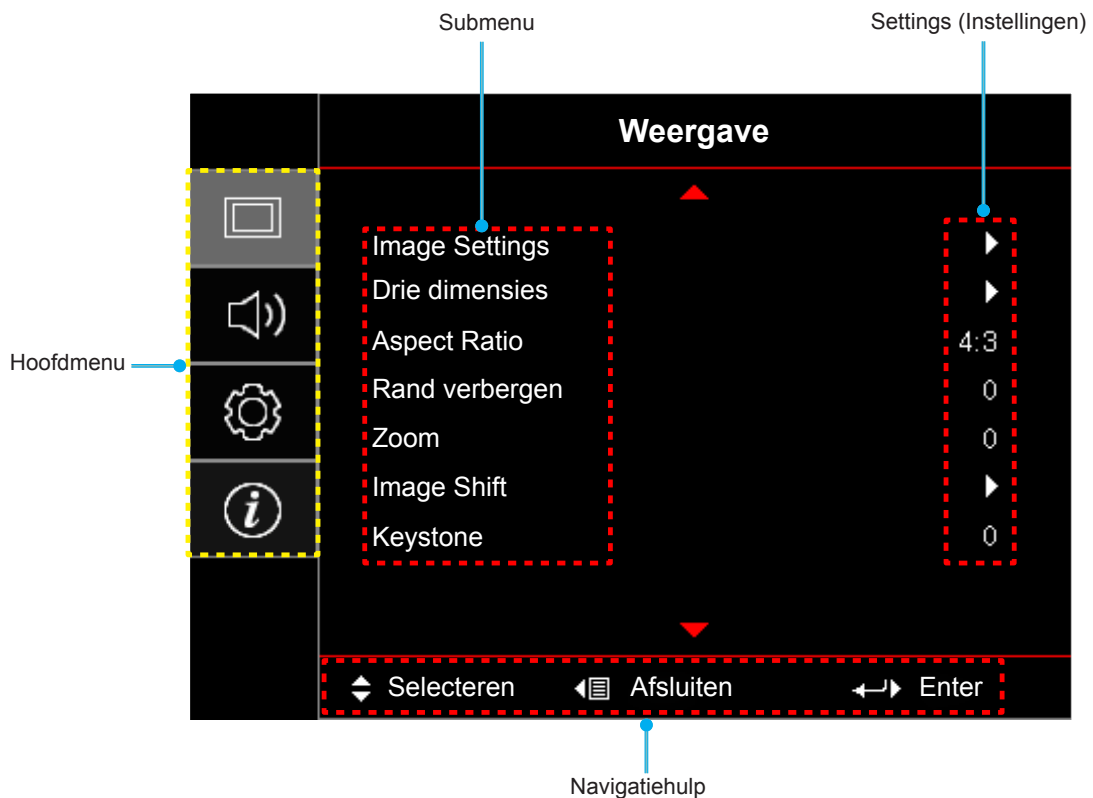 Submenu
Settings (Instellingen)
Weergave
Image Settings
Drie dimensies
Aspect Ratio 4:3
Rand verbergen 0
Zoom 0
Image Shift
Keystone 0
Hoofdmenu
Selecteren Afsluiten Enter
Navigatiehulp